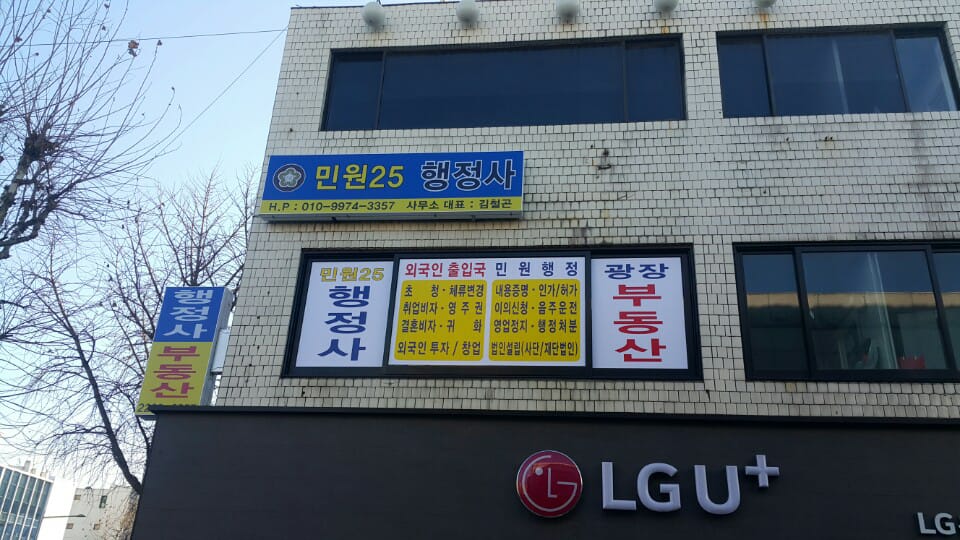 민원25 행정사
H.P : 010-9974-3357 사무소 대표 : 김철곤
민원25
행정사
외국인 출입국
초 청 · 체류변경
취업비자 · 영 주 권
결혼비자 · 귀 화
외국인 투자 / 창업
민원행정
내용증명 · 인가/허가
이의신청 · 음주운전
영업정지 · 행정처분
법인설립(사단/재단법인)
광장
부동산
행정사
부동산
LG U+
LG